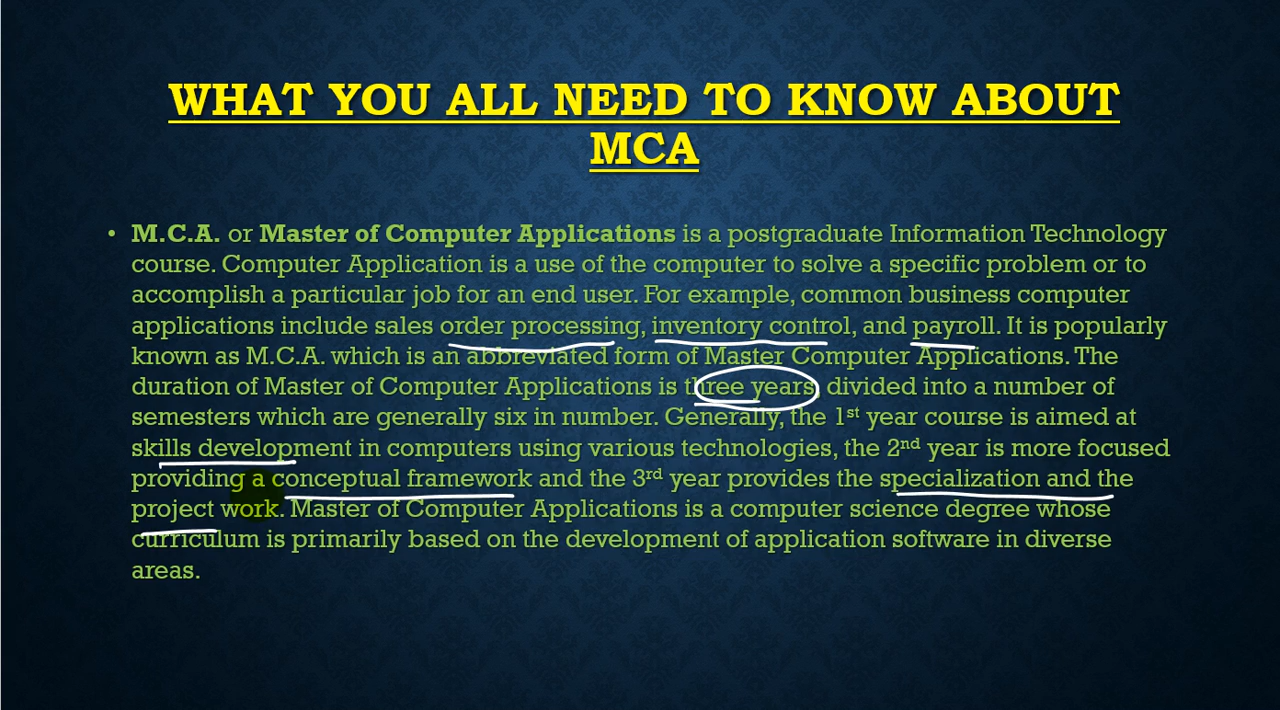 WHAT YOU ALL NEED TO KNOW ABOUT
MCA
• M.C.A. or Master of Computer Applications is a postgraduate Information Technology
course. Computer Application is a use of the computer to solve a specific problem or to
accomplish a particular job for an end user. For example, common business computer
applications include sales order processing, inventory control, and payroll. It is popularly
known as M.C.A. which is an abbreviated form of Master Computer Applications. The
duration of Master of Computer Applications is three years, divided into a number of
semesters which are generally six in number. Generally, the 1st year course is aimed at
skills development in computers using various technologies, the 2nd year is more focused
providing a conceptual framework and the 3rd year provides the specialization and the
project work. Master of Computer Applications is a computer science degree whose
curriculum is primarily based on the development of application software in diverse
areas.